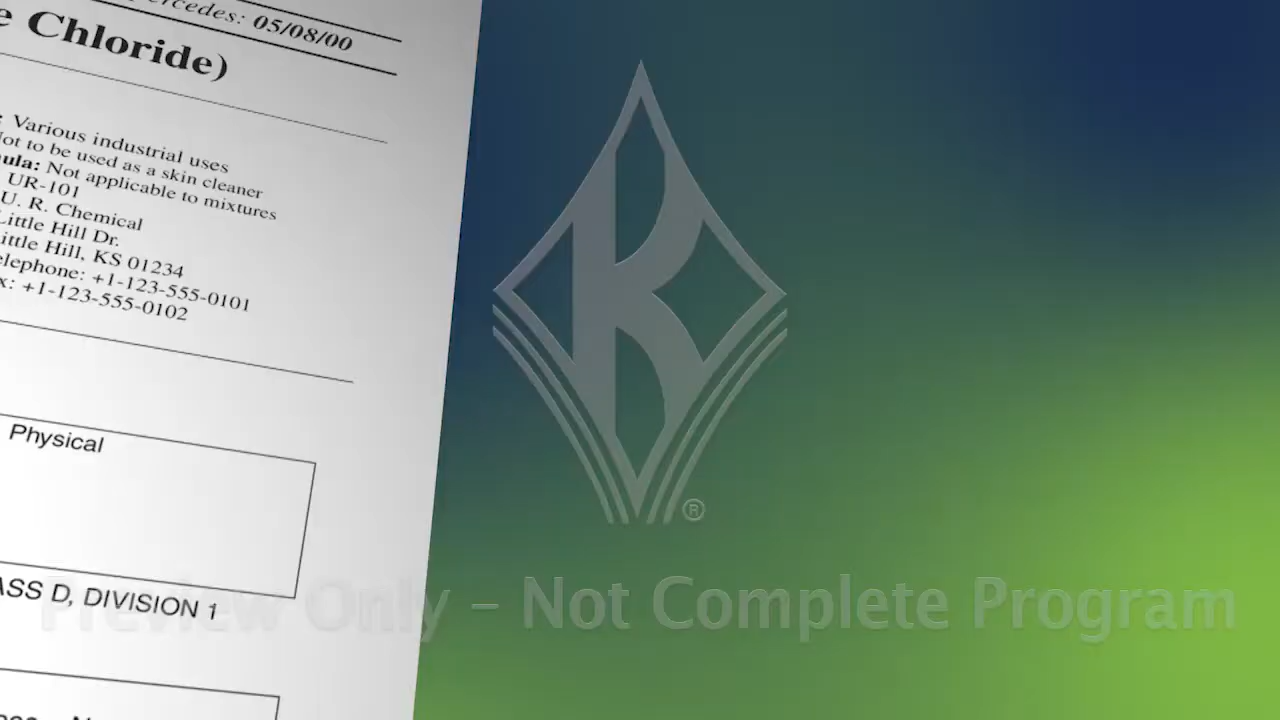 percedes: 05/08/00
e Chloride)
: Various industrial uses
Not to be used as a skin cleaner
ula: Not applicable to mixtures
UR-101
U. R. Chemical
Little Hill Dr.
ittle Hill, KS 01234
elephone: +1-123-555-0101
x: +1-123-555-0102
Physical
ASS D, DIVISION 1
K
®
Preview Only – Not Complete Program